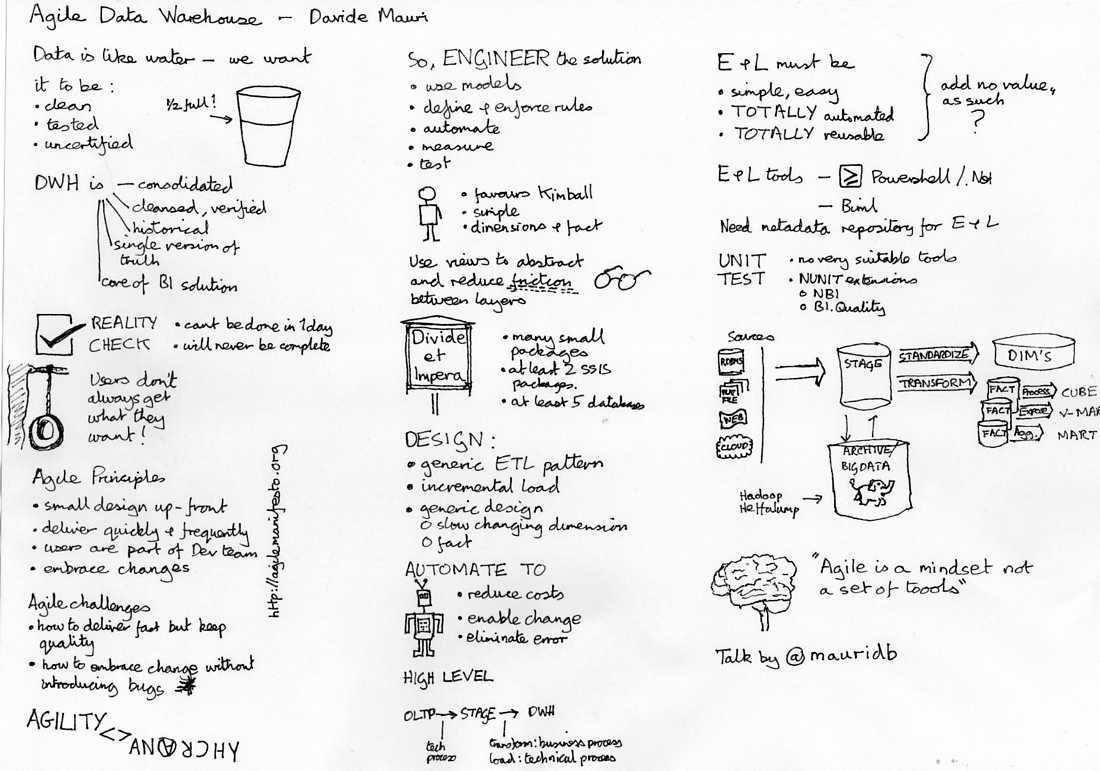 Agile Data Warehouse – Davide Mauri
Data is like water – we want
it to be:
• clean
• tested
• uncertified
½ full?
DWH is – consolidated
cleansed, verified
historical
single version of
truth
core of BI solution
REALITY
CHECK
• cant be done in 1 day
• will never be complete
Users don't
always get
what they
want!
Agile Principles
• small design up-front
• deliver quickly & frequently
• users are part of Dev team
• embrace changes
http://agilemanifesto.org
Agile challenges
• how to deliver fast but keep
quality
• how to embrace change without
introducing bugs
AGILITY
<>
ANARCHY
So, ENGINEER the solution
• use models
• define & enforce rules
• automate
• measure
• test
• favours Kimball
• simple
• dimensions & fact
Use views to abstract
and reduce friction
between layers
Divide
et
Impera
• many small
packages
• at least 2 SSIS
packages.
• at least 5 databases
DESIGN:
• generic ETL pattern
• incremental load
• generic design
o slow changing dimension
o fact
AUTOMATE TO
• reduce costs
• enable change
• eliminate error
HIGH LEVEL
OLTP → STAGE → DWH
tech
process
transform: business process
load: technical process
E & L must be
• simple, easy
• TOTALLY automated
• TOTALLY reusable
add no value,
as such
?
E & L tools – Powershell /.Net
– Biml
Need metadata repository for E & L
UNIT
TEST
• no very suitable tools
• NUNIT extensions
o NBI
o BI.Quality
Sources
RDBMS
FLAT
FILE
WEB
CLOUD
STAGE
STANDARDIZE
TRANSFORM
DIM'S
FACT
Process
CUBE
FACT
Expose
V-MAR
FACT
Agg.
MART
ARCHIVE/
BIGDATA
Hadoop
Heffalump
"Agile is a mindset not
a set of toools"
Talk by @mauridb